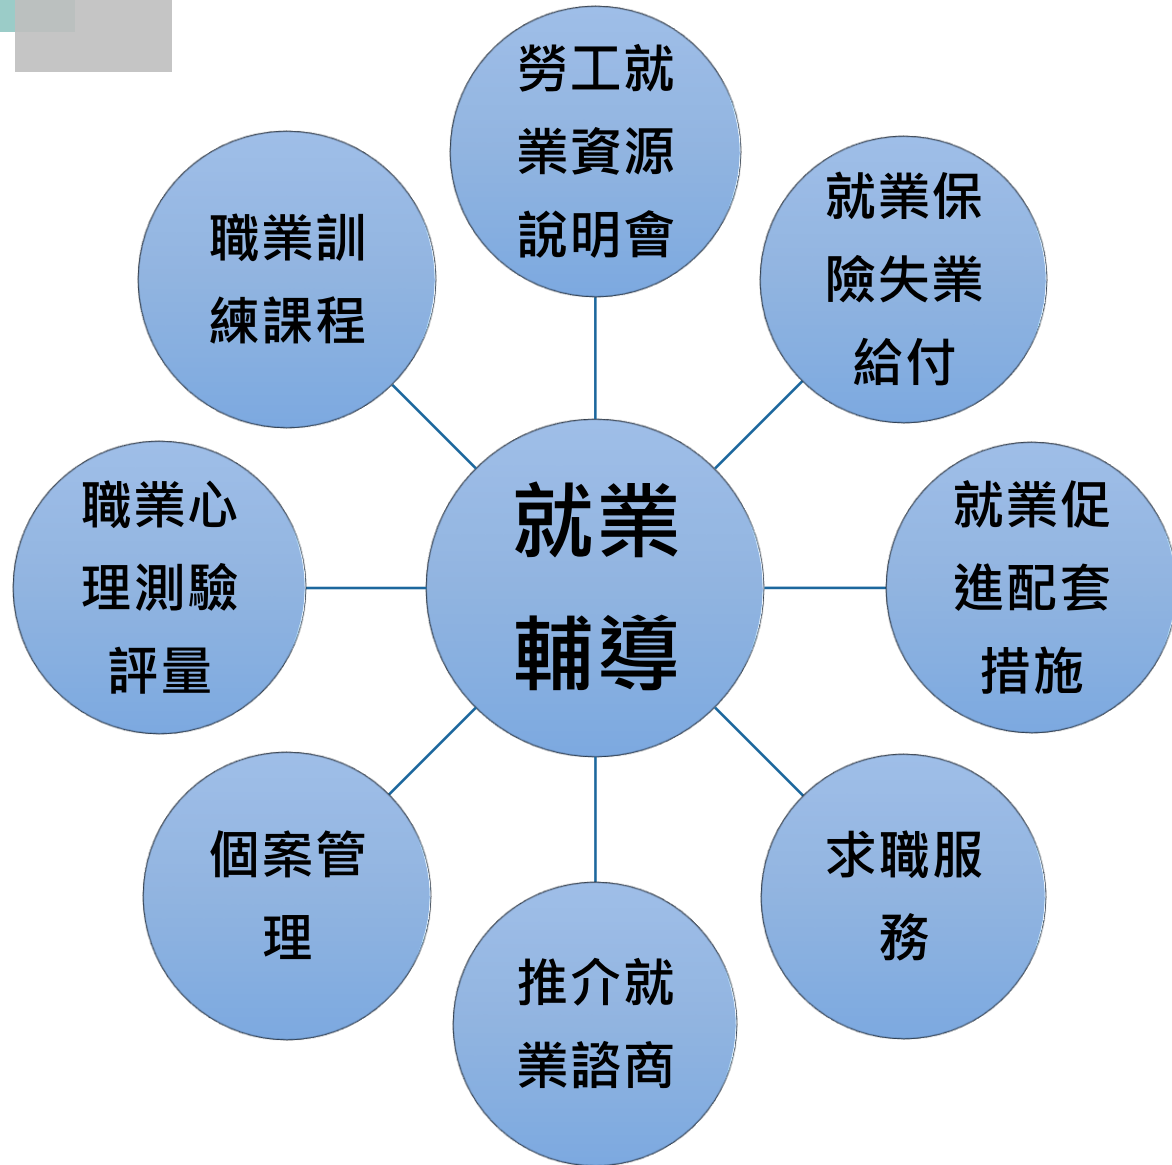 勞工就
業資源
說明會
就業保
險失業
給付
就業促
進配套
措施
求職服
務
推介就
業諮商
個案管
理
職業心
理測驗
評量
職業訓
練課程
就業
輔導